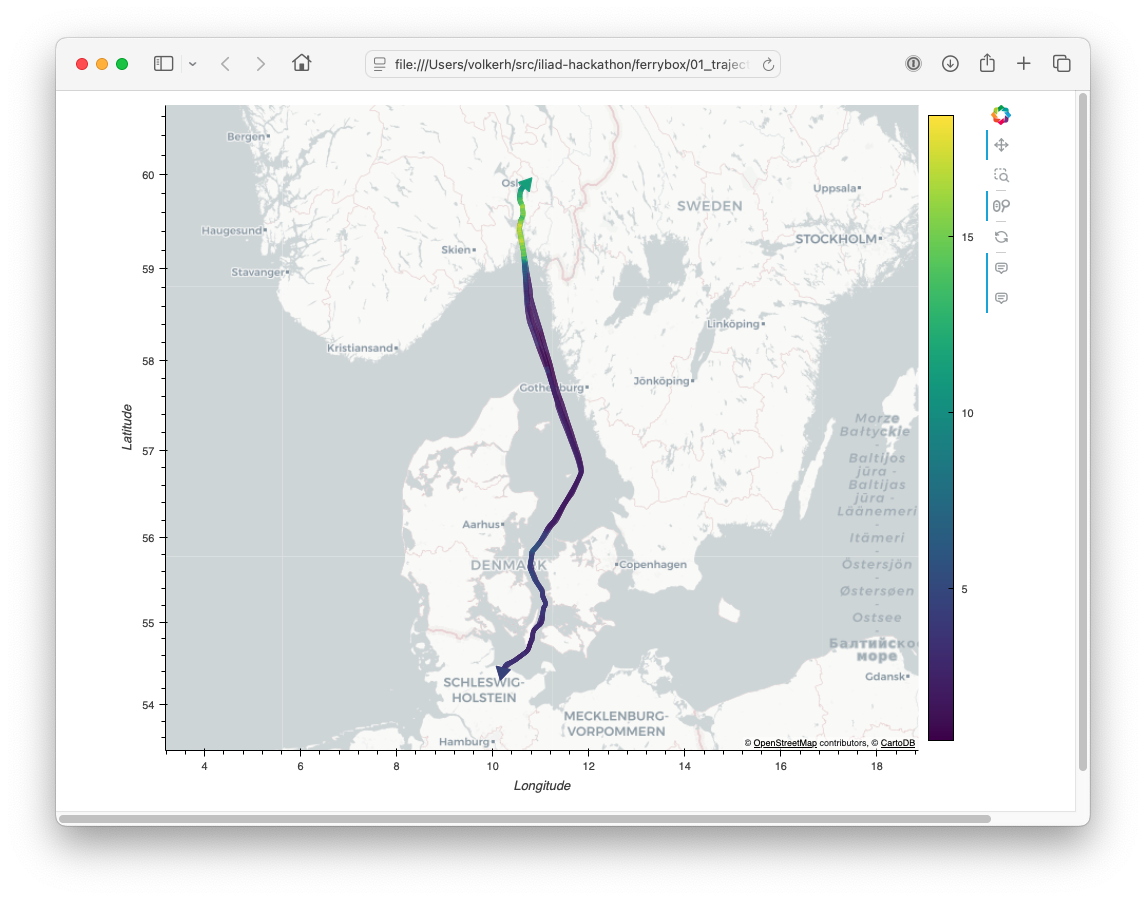 file:///Users/volkerh/src/iliad-hackathon/ferrybox/01_traject
Bergen
60
Oslo
Uppsala
SWEDEN
Haugesund
STOCKHOLM
15
Skien
59
Stavanger
Linköping
Kristiansand
58
Jönköping
Gothenburg
10
Morze
Bałtyckie
-
Baltijos
jūra -
Baltijas
jūra -
Läänemeri
-
Itämeri
-
Östersjön
-
Østersøen
-
Ostsee
-
Балтийско
море
Latitude
57
Aarhus
56
DENMARK
Copenhagen
5
55
Gdansk
SCHLESWIG-
HOLSTEIN
54
MECKLENBURG-
VORPOMMERN
Hamburg
© OpenStreetMap contributors, © CartoDB
4 6 8 10 12 14 16 18
Longitude